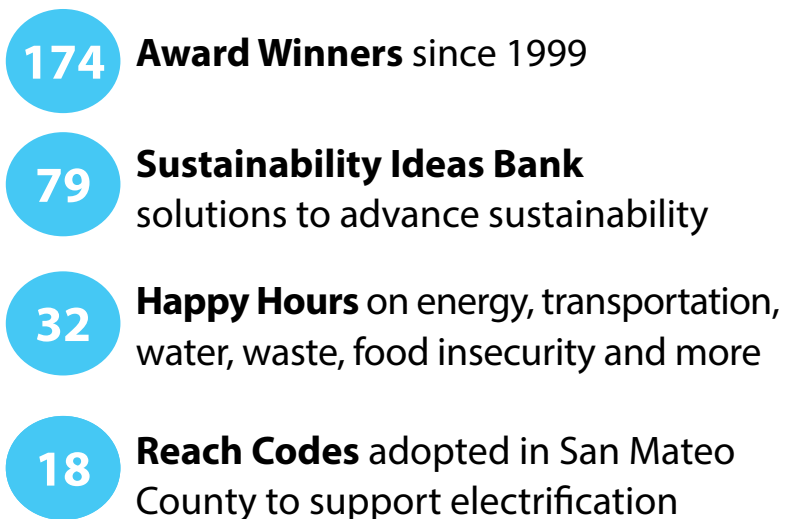 174 Award Winners since 1999
79 Sustainability Ideas Bank
solutions to advance sustainability
32 Happy Hours on energy, transportation,
water, waste, food insecurity and more
18 Reach Codes adopted in San Mateo
County to support electrification